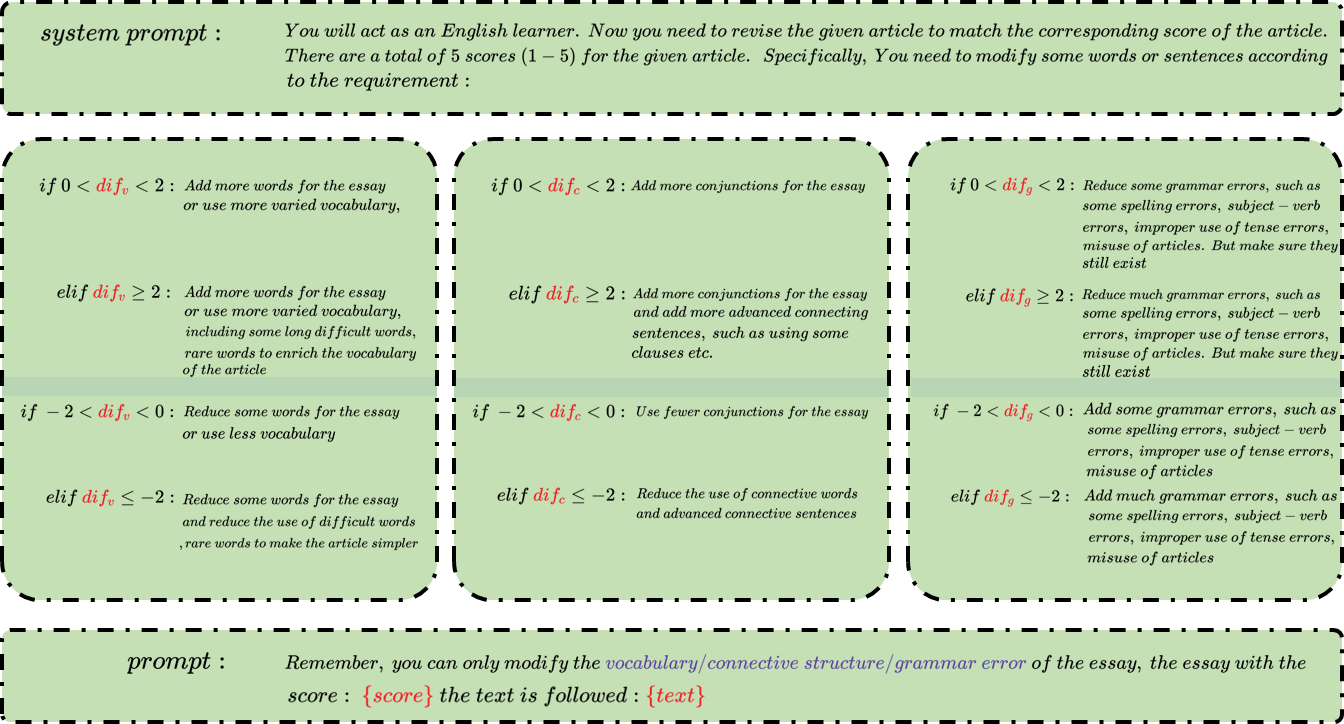 system prompt : You will act as an English learner. Now you need to revise the given article to match the corresponding score of the article.
There are a total of 5 scores (1 − 5) for the given article. Specifically, You need to modify some words or sentences according
to the requirement :
if 0 < dif_v < 2 : Add more words for the essay
or use more varied vocabulary,
elif dif_v ≥ 2 : Add more words for the essay
or use more varied vocabulary,
including some long difficult words,
rare words to enrich the vocabulary
of the article
if − 2 < dif_v < 0 : Reduce some words for the essay
or use less vocabulary
elif dif_v ≤ −2 : Reduce some words for the essay
and reduce the use of difficult words
, rare words to make the article simpler
if 0 < dif_c < 2 : Add more conjunctions for the essay
elif dif_c ≥ 2 : Add more conjunctions for the essay
and add more advanced connecting
sentences, such as using some
clauses etc.
if − 2 < dif_c < 0 : Use fewer conjunctions for the essay
elif dif_c ≤ −2 : Reduce the use of connective words
and advanced connective sentences
if 0 < dif_g < 2 : Reduce some grammar errors, such as
some spelling errors, subject − verb
errors, improper use of tense errors,
misuse of articles. But make sure they
still exist
elif dif_g ≥ 2 : Reduce much grammar errors, such as
some spelling errors, subject − verb
errors, improper use of tense errors,
misuse of articles. But make sure they
still exist
if − 2 < dif_g < 0 : Add some grammar errors, such as
some spelling errors, subject − verb
errors, improper use of tense errors,
misuse of articles
elif dif_g ≤ −2 : Add much grammar errors, such as
some spelling errors, subject − verb
errors, improper use of tense errors,
misuse of articles
prompt : Remember, you can only modify the vocabulary/connective structure/grammar error of the essay, the essay with the
score : {score} the text is followed : {text}